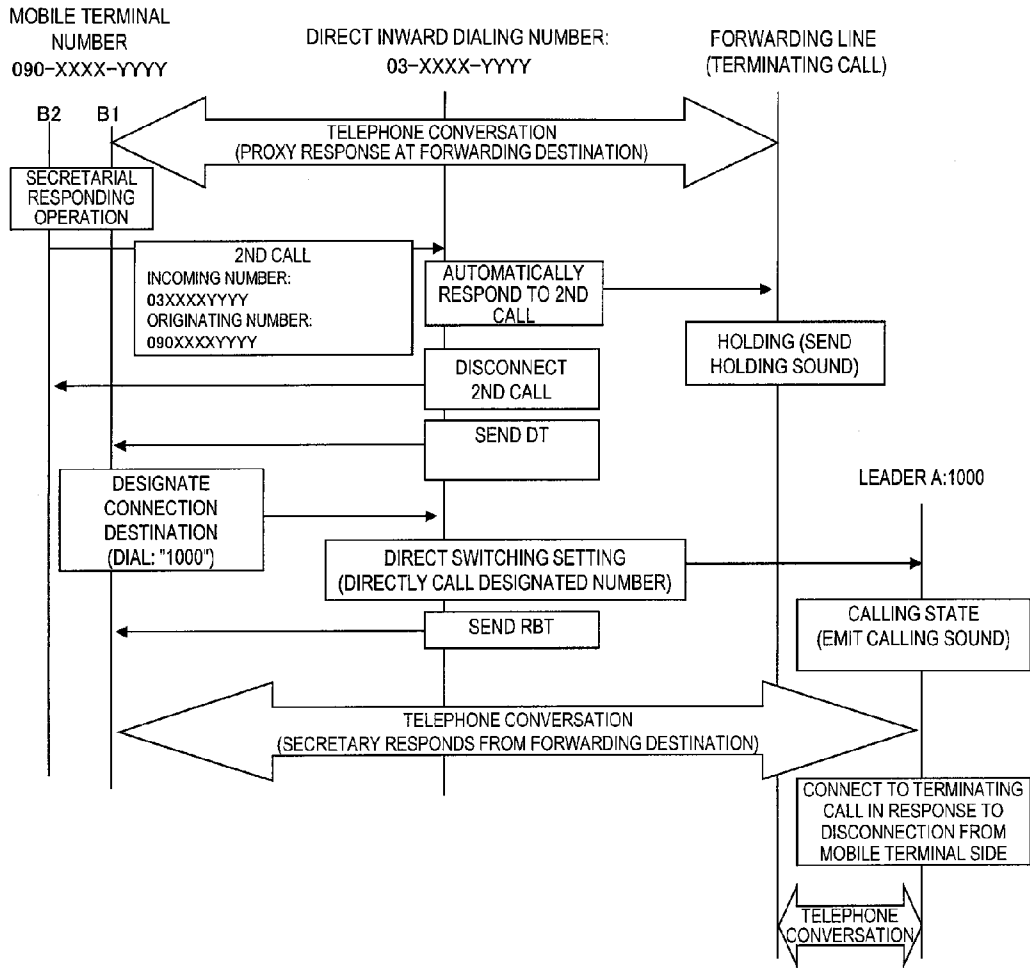 MOBILE TERMINAL
NUMBER
090-XXXX-YYYY
DIRECT INWARD DIALING NUMBER:
03-XXXX-YYYY
FORWARDING LINE
(TERMINATING CALL)
B2
B1
TELEPHONE CONVERSATION
(PROXY RESPONSE AT FORWARDING DESTINATION)
SECRETARIAL
RESPONDING
OPERATION
2ND CALL
INCOMING NUMBER:
03XXXXYYYY
ORIGINATING NUMBER:
090XXXXYYYY
AUTOMATICALLY
RESPOND TO 2ND
CALL
HOLDING (SEND
HOLDING SOUND)
DISCONNECT
2ND CALL
SEND DT
DESIGNATE
CONNECTION
DESTINATION
(DIAL: "1000")
LEADER A:1000
DIRECT SWITCHING SETTING
(DIRECTLY CALL DESIGNATED NUMBER)
SEND RBT
CALLING STATE
(EMIT CALLING SOUND)
TELEPHONE CONVERSATION
(SECRETARY RESPONDS FROM FORWARDING DESTINATION)
CONNECT TO TERMINATING
CALL IN RESPONSE TO
DISCONNECTION FROM
MOBILE TERMINAL SIDE
TELEPHONE
CONVERSATION